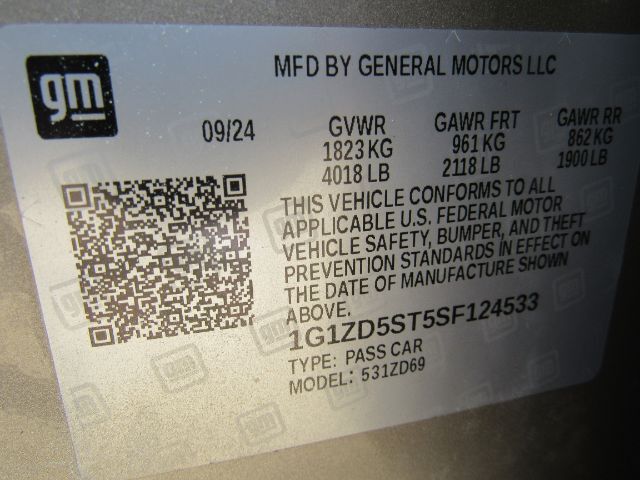 gm
MFD BY GENERAL MOTORS LLC
09/24 GVWR GAWR FRT GAWR RR
1823 KG 961 KG 862 KG
4018 LB 2118 LB 1900 LB
THIS VEHICLE CONFORMS TO ALL
APPLICABLE U.S. FEDERAL MOTOR
VEHICLE SAFETY, BUMPER, AND THEFT
PREVENTION STANDARDS IN EFFECT ON
THE DATE OF MANUFACTURE SHOWN
ABOVE.
1G1ZD5ST5SF124533
TYPE: PASS CAR
MODEL: 531ZD69